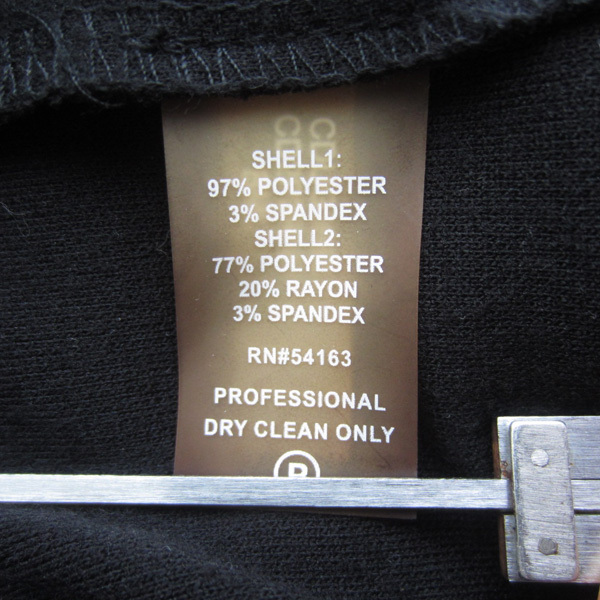 SHELL1:
97% POLYESTER
3% SPANDEX
SHELL2:
77% POLYESTER
20% RAYON
3% SPANDEX
RN#54163
PROFESSIONAL
DRY CLEAN ONLY